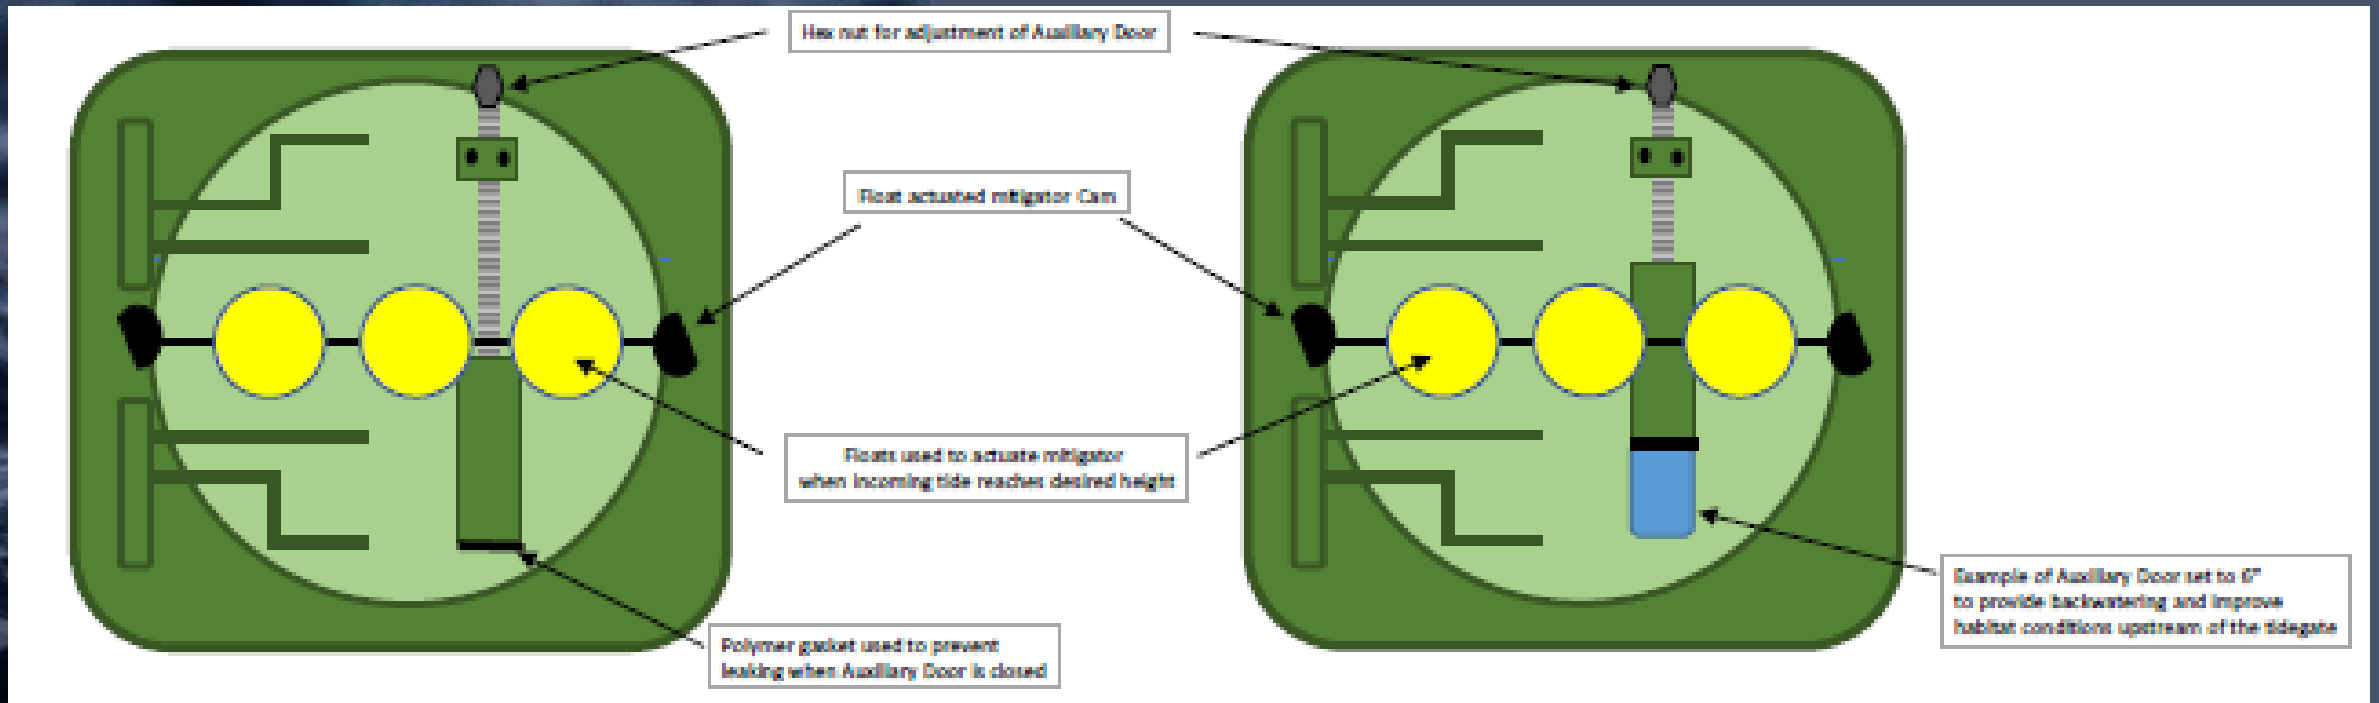 Hex nut for adjustment of Auxiliary Door
Float actuated mitigator Cam
Floats used to actuate mitigator
when incoming tide reaches desired height
Polymer gasket used to prevent
leaking when Auxiliary Door is closed
Example of Auxiliary Door set to 6"
to provide backwatering and improve
habitat conditions upstream of the tidegate